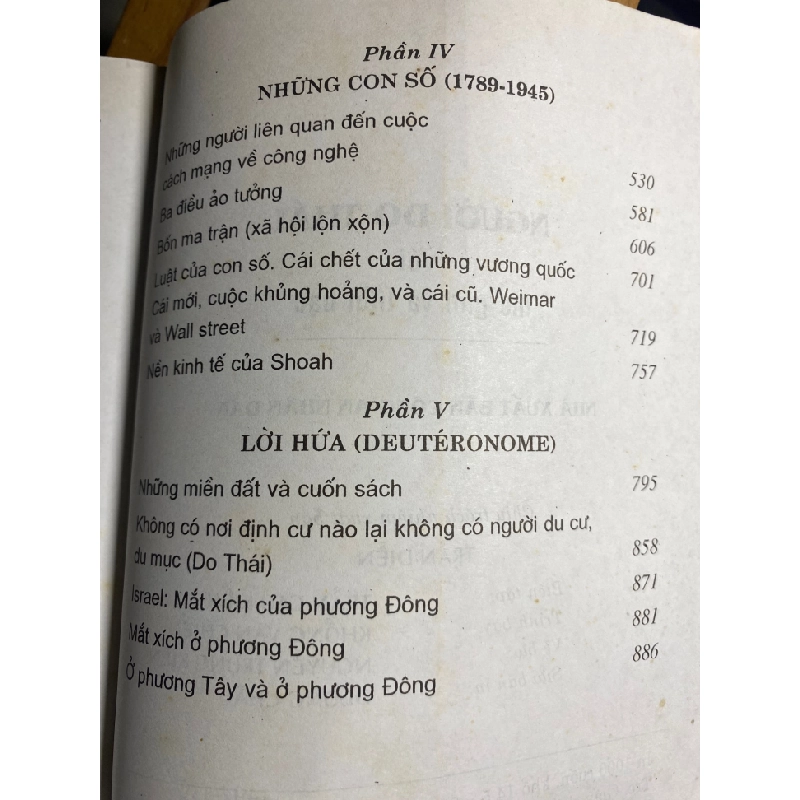 Phần IV
NHỮNG CON SỐ (1789-1945)
Những người liên quan đến cuộc
cách mạng về công nghệ 530
Ba điều ảo tưởng 581
Bốn ma trận (xã hội lộn xộn) 606
Luật của con số. Cái chết của những vương quốc 701
Cái mới, cuộc khủng hoảng, và cái cũ. Weimar
và Wall street 719
Nền kinh tế của Shoah 757
Phần V
LỜI HỨA (DEUTÉRONOME)
Những miền đất và cuốn sách 795
Không có nơi định cư nào lại không có người du cư,
du mục (Do Thái) 858
Israel: Mắt xích của phương Đông 871
Mắt xích ở phương Đông 881
Ở phương Tây và ở phương Đông 886